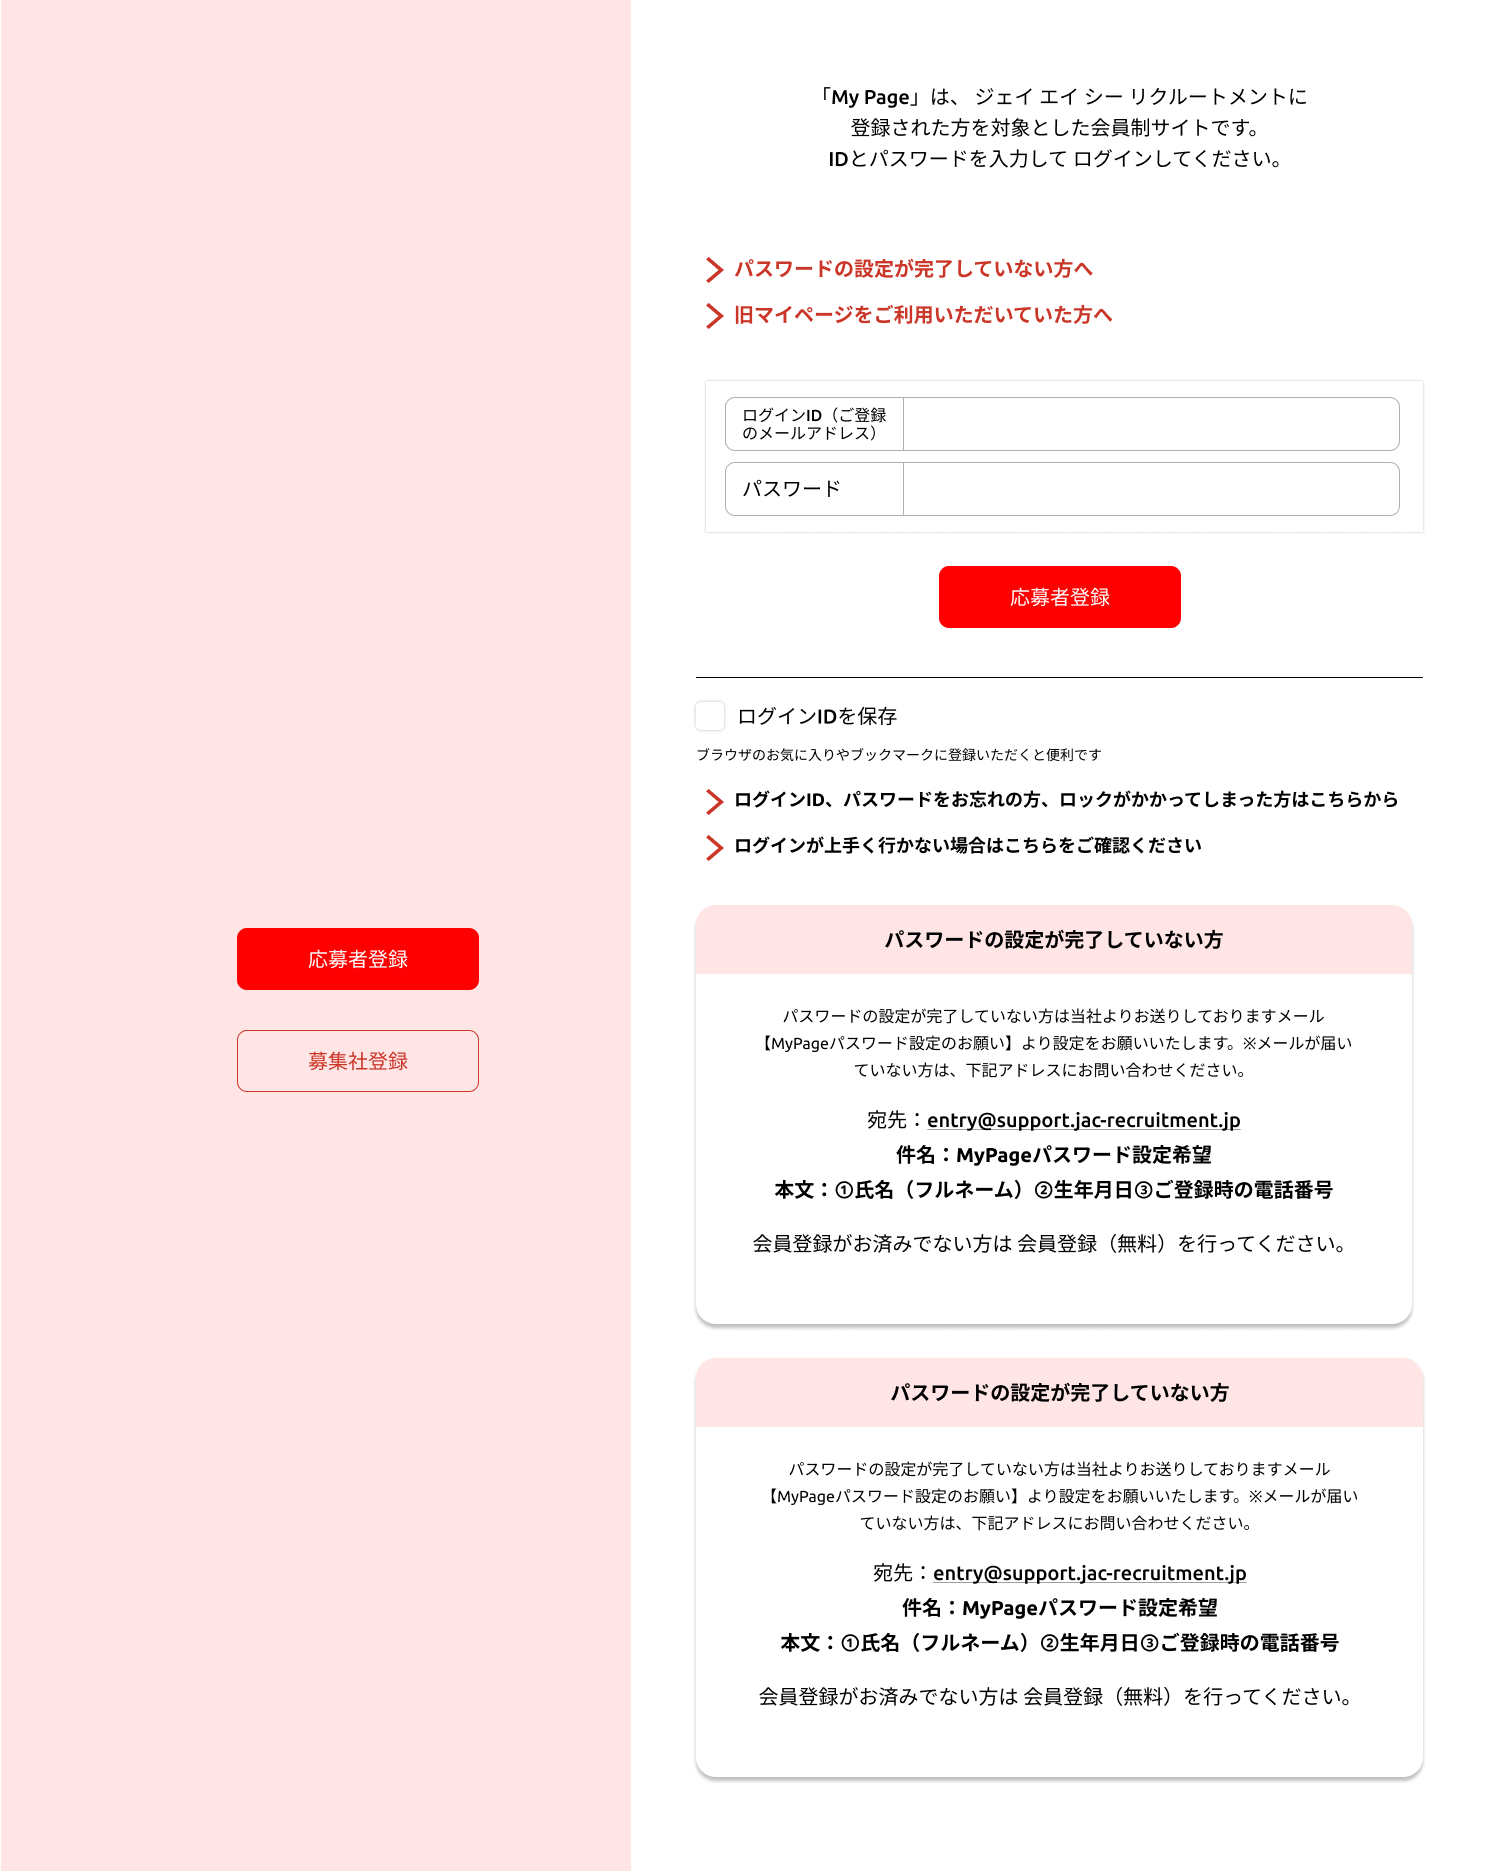 「My Page」は、 ジェイ エイ シー リクルートメントに
登録された方を対象とした会員制サイトです。
IDとパスワードを入力して ログインしてください。
パスワードの設定が完了していない方へ
旧マイページをご利用いただいていた方へ
ログインID（ご登録
のメールアドレス）
パスワード
応募者登録
ログインIDを保存
ブラウザのお気に入りやブックマークに登録いただくと便利です
ログインID、パスワードをお忘れの方、ロックがかかってしまった方はこちらから
ログインが上手く行かない場合はこちらをご確認ください
応募者登録
募集社登録
パスワードの設定が完了していない方
パスワードの設定が完了していない方は当社よりお送りしておりますメール
【MyPageパスワード設定のお願い】より設定をお願いいたします。※メールが届い
ていない方は、下記アドレスにお問い合わせください。
宛先：entry@support.jac-recruitment.jp
件名：MyPageパスワード設定希望
本文：①氏名（フルネーム）②生年月日③ご登録時の電話番号
会員登録がお済みでない方は 会員登録（無料）を行ってください。
パスワードの設定が完了していない方
パスワードの設定が完了していない方は当社よりお送りしておりますメール
【MyPageパスワード設定のお願い】より設定をお願いいたします。※メールが届い
ていない方は、下記アドレスにお問い合わせください。
宛先：entry@support.jac-recruitment.jp
件名：MyPageパスワード設定希望
本文：①氏名（フルネーム）②生年月日③ご登録時の電話番号
会員登録がお済みでない方は 会員登録（無料）を行ってください。